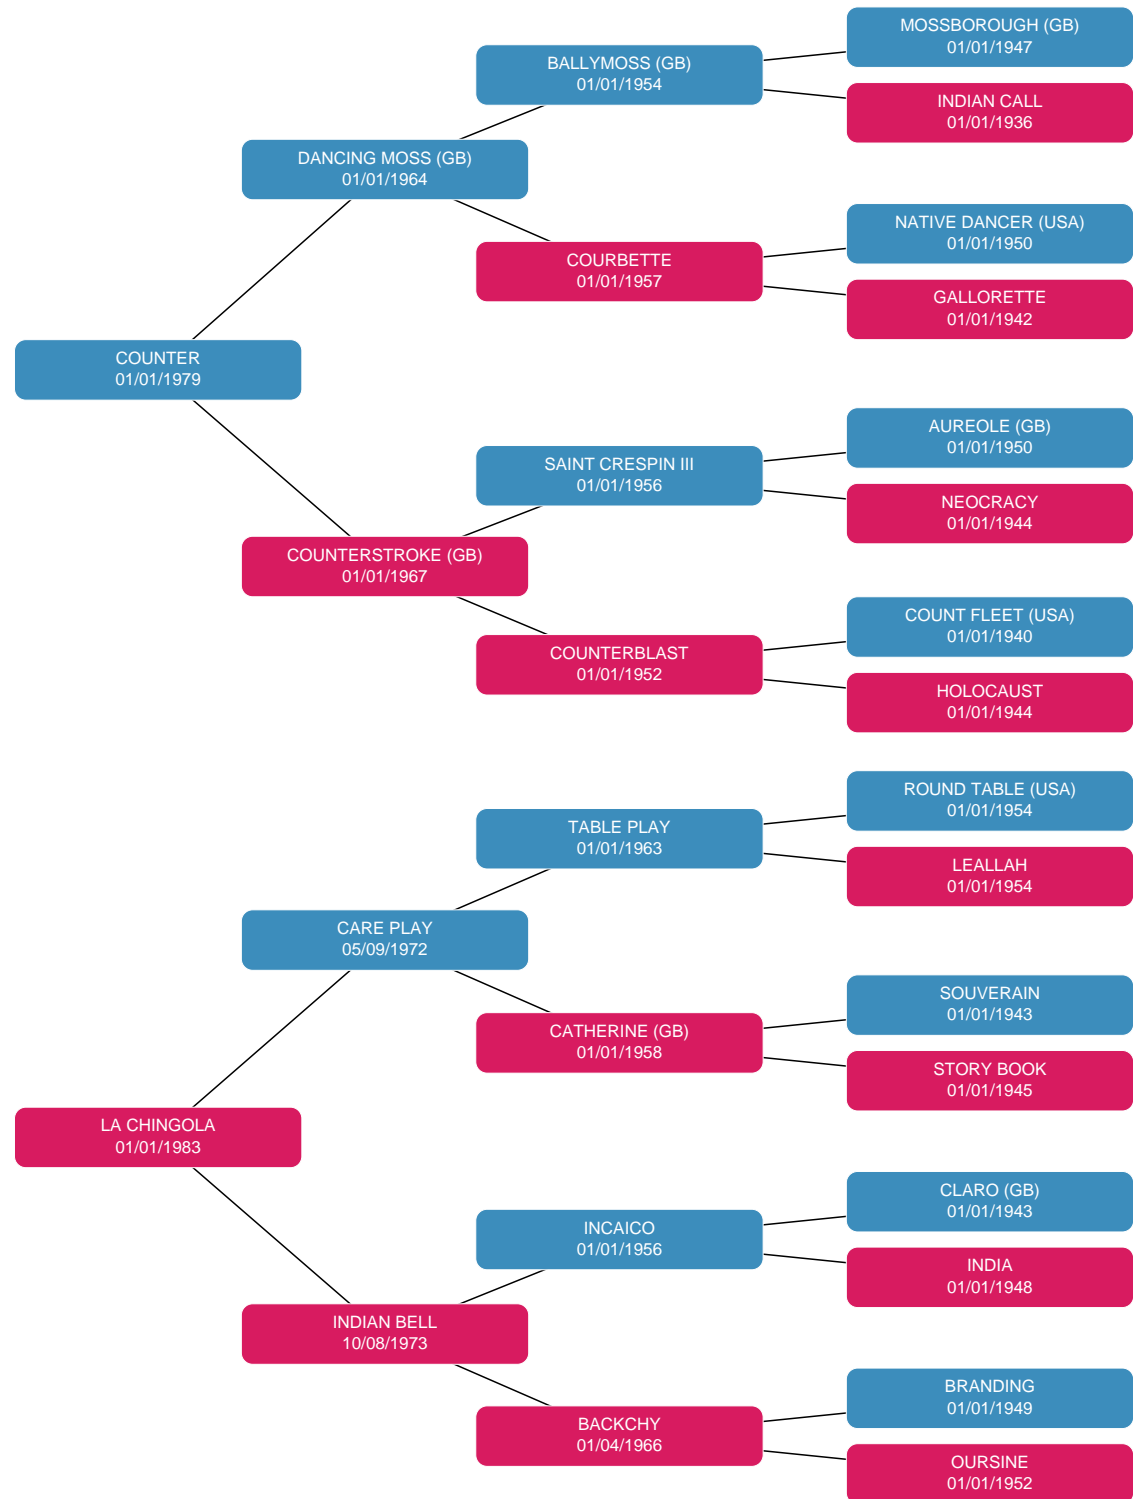 MOSSBOROUGH (GB)
01/01/1947
BALLYMOSS (GB)
01/01/1954
INDIAN CALL
01/01/1936
DANCING MOSS (GB)
01/01/1964
NATIVE DANCER (USA)
01/01/1950
COURBETTE
01/01/1957
GALLORETTE
01/01/1942
COUNTER
01/01/1979
AUREOLE (GB)
01/01/1950
SAINT CRESPIN III
01/01/1956
NEOCRACY
01/01/1944
COUNTERSTROKE (GB)
01/01/1967
COUNT FLEET (USA)
01/01/1940
COUNTERBLAST
01/01/1952
HOLOCAUST
01/01/1944
ROUND TABLE (USA)
01/01/1954
TABLE PLAY
01/01/1963
LEALLAH
01/01/1954
CARE PLAY
05/09/1972
SOUVERAIN
01/01/1943
CATHERINE (GB)
01/01/1958
STORY BOOK
01/01/1945
LA CHINGOLA
01/01/1983
CLARO (GB)
01/01/1943
INCAICO
01/01/1956
INDIA
01/01/1948
INDIAN BELL
10/08/1973
BRANDING
01/01/1949
BACKCHY
01/04/1966
OURSINE
01/01/1952